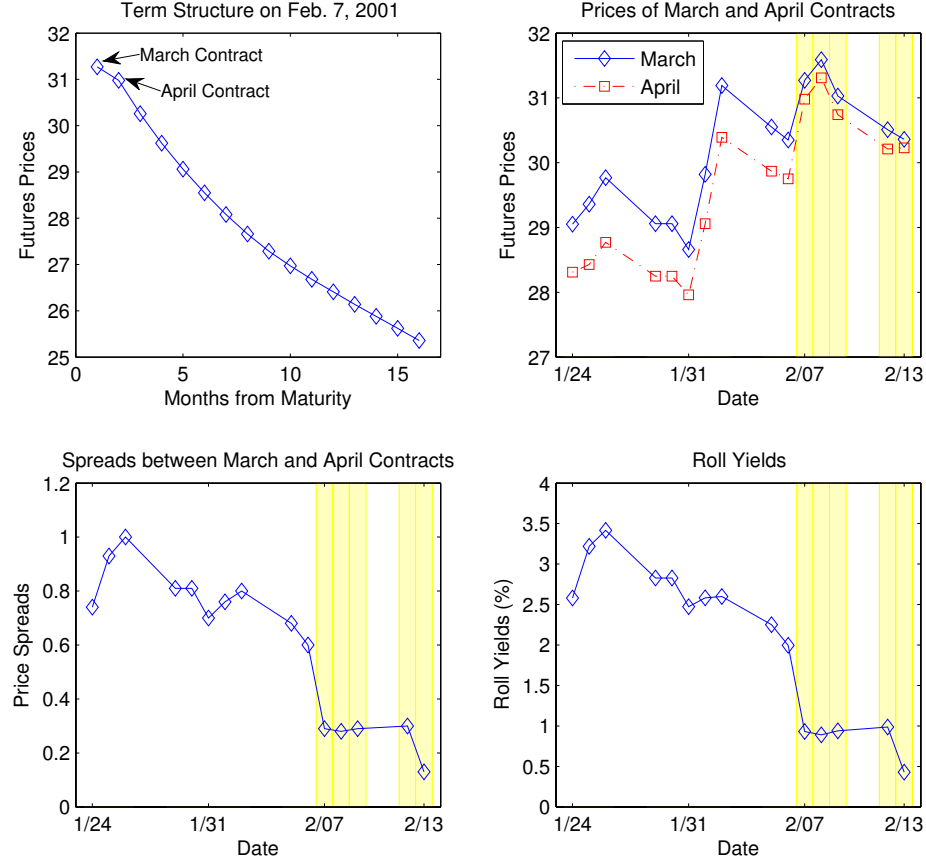 Term Structure on Feb. 7, 2001
32
31
30
29
28
27
26
25
Futures Prices
March Contract
April Contract
0
5
10
15
Months from Maturity
Prices of March and April Contracts
32
31
30
29
28
27
Futures Prices
March
April
1/24
1/31
2/07
2/13
Date
Spreads between March and April Contracts
1.2
1
0.8
0.6
0.4
0.2
0
Price Spreads
1/24
1/31
2/07
2/13
Date
Roll Yields
4
3.5
3
2.5
2
1.5
1
0.5
0
Roll Yields (%)
1/24
1/31
2/07
2/13
Date